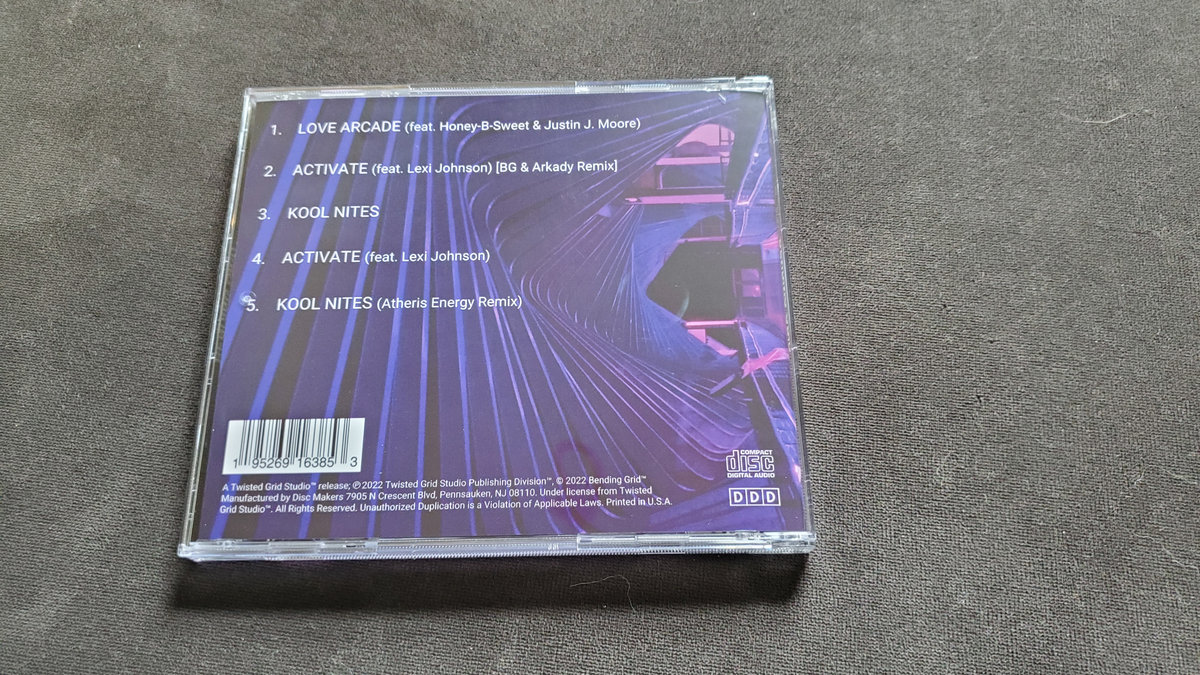 1. LOVE ARCADE (feat. Honey-B-Sweet & Justin J. Moore)
2. ACTIVATE (feat. Lexi Johnson) [BG & Arkady Remix]
3. KOOL NITES
4. ACTIVATE (feat. Lexi Johnson)
5. KOOL NITES (Atheris Energy Remix)
1 95269 16385 3
COMPACT
disc
DIGITAL AUDIO
DDD
A Twisted Grid Studio™ release; ℗2022 Twisted Grid Studio Publishing Division™, © 2022 Bending Grid™
Manufactured by Disc Makers 7905 N Crescent Blvd, Pennsauken, NJ 08110. Under license from Twisted
Grid Studio™. All Rights Reserved. Unauthorized Duplication is a Violation of Applicable Laws. Printed in U.S.A.